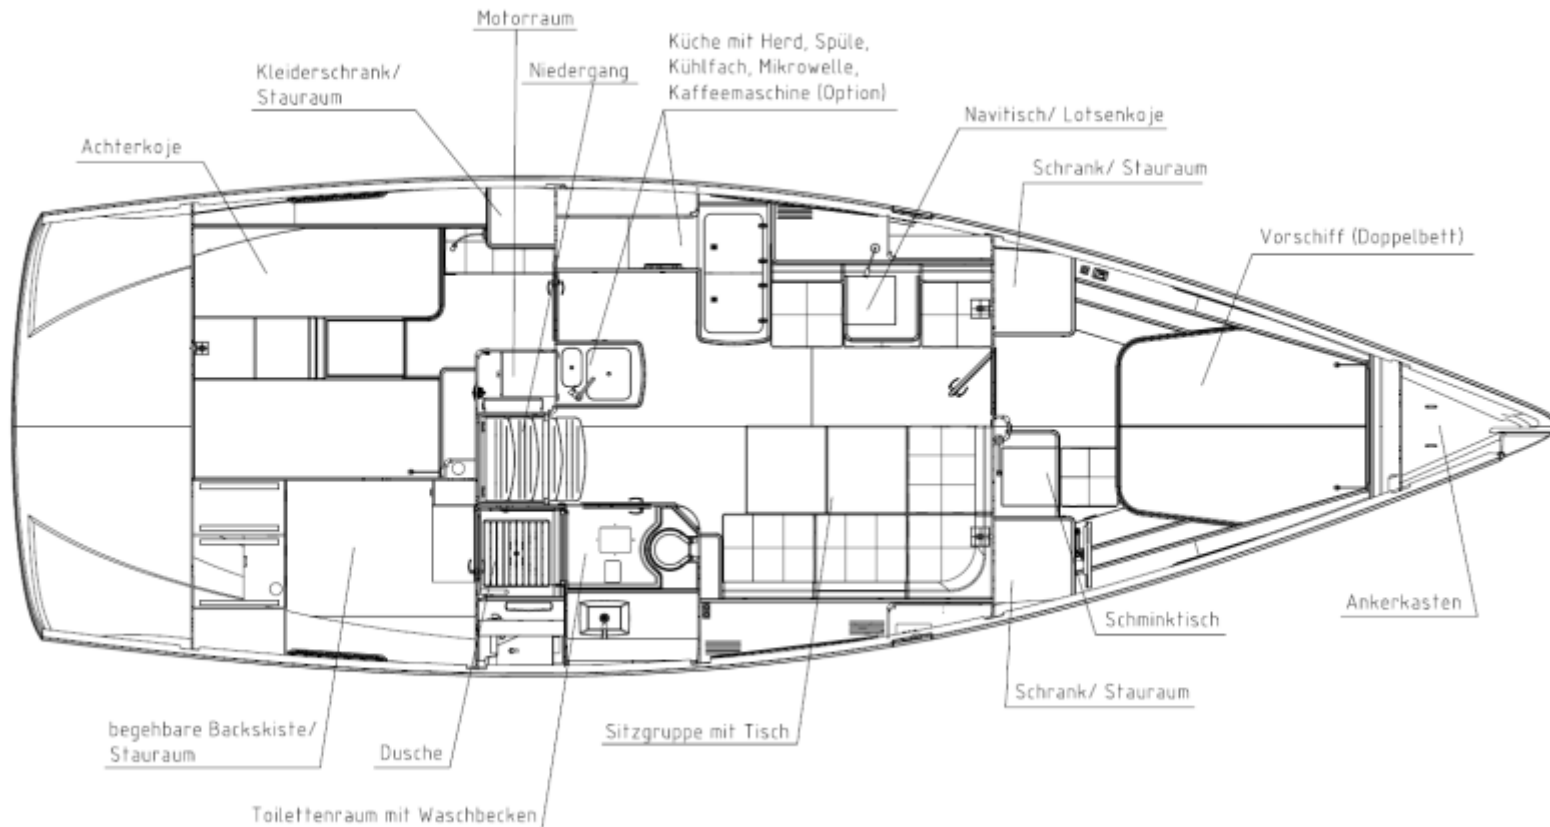 Motorraum
Küche mit Herd, Spüle,
Kühlfach, Mikrowelle,
Kaffeemaschine (Option)
Kleiderschrank/
Stauraum
Niedergang
Navitisch/ Lotsenkoje
Achterkoje
Schrank/ Stauraum
Vorschiff (Doppelbett)
Ankerkasten
Schminktisch
Schrank/ Stauraum
Sitzgruppe mit Tisch
begehbare Backskiste/
Stauraum
Dusche
Toilettenraum mit Waschbecken